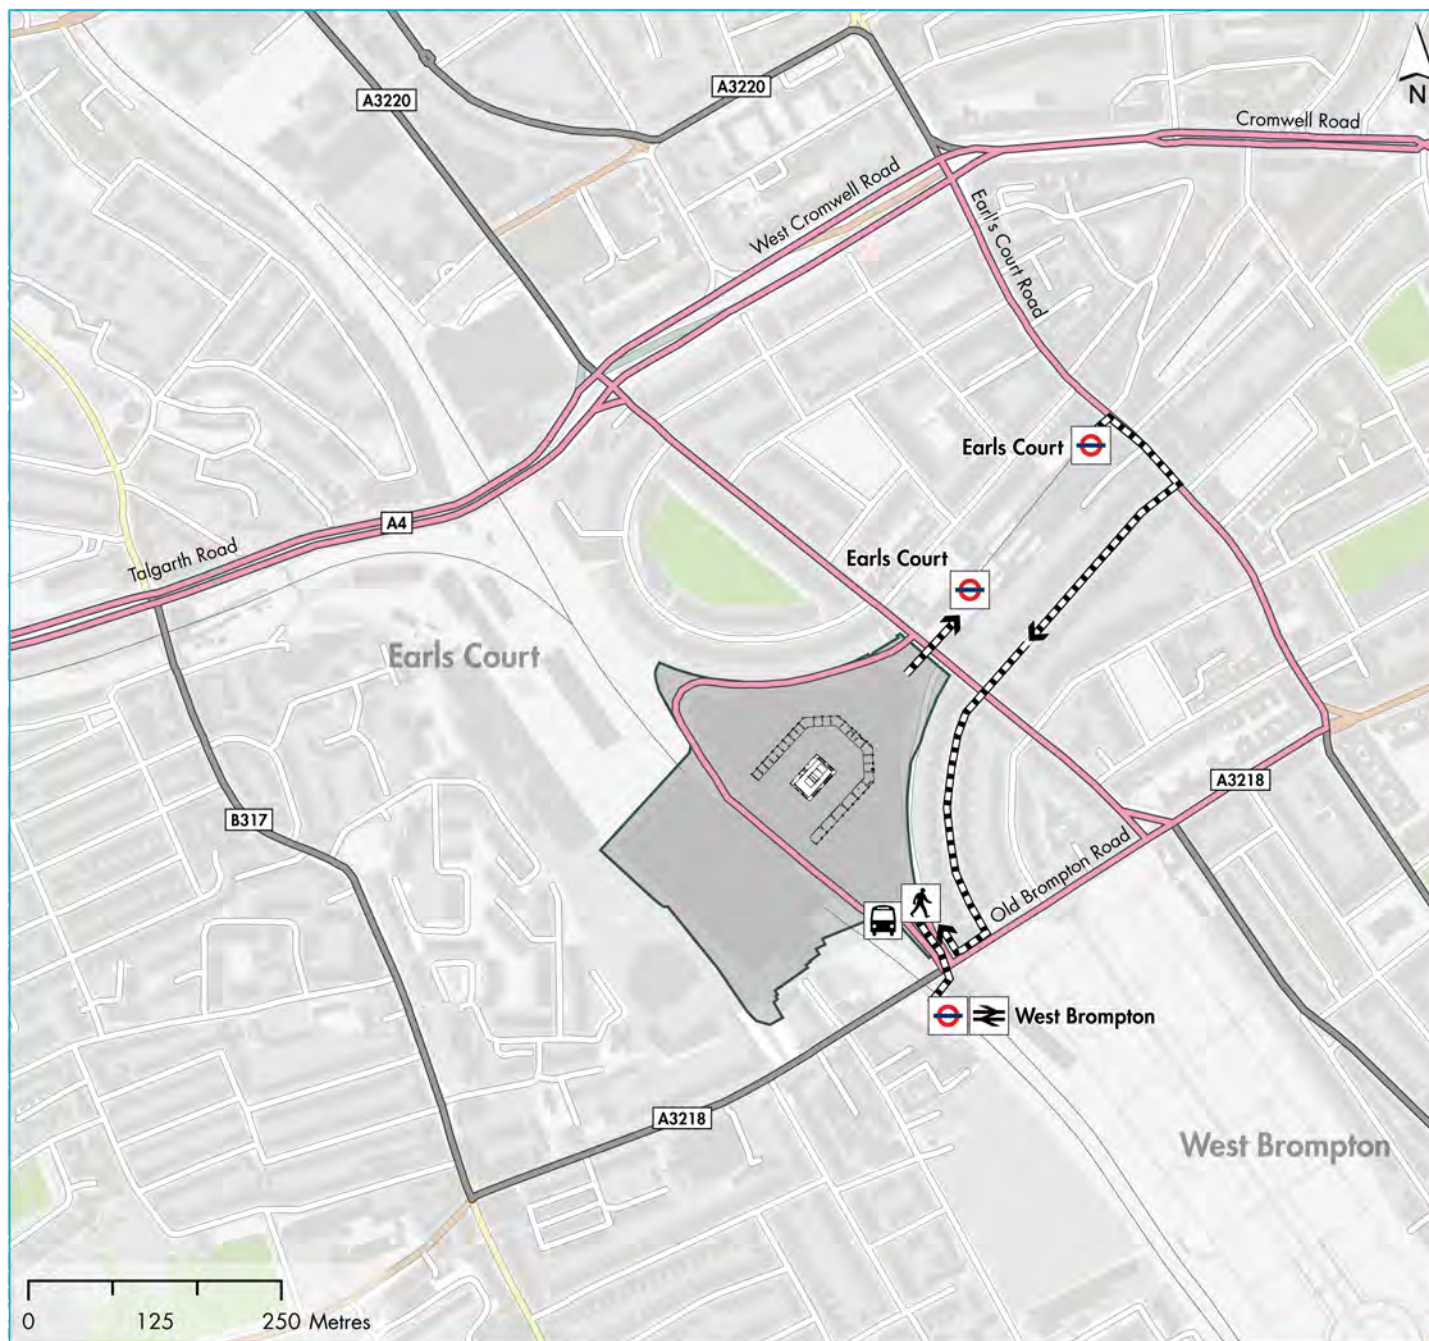 A3220
A3220
N
Cromwell Road
West Cromwell Road
Earl's Court Road
Earls Court
A4
Talgarth Road
Earls Court
Earls Court
A3218
B317
Old Brompton Road
West Brompton
A3218
West Brompton
0 125 250 Metres